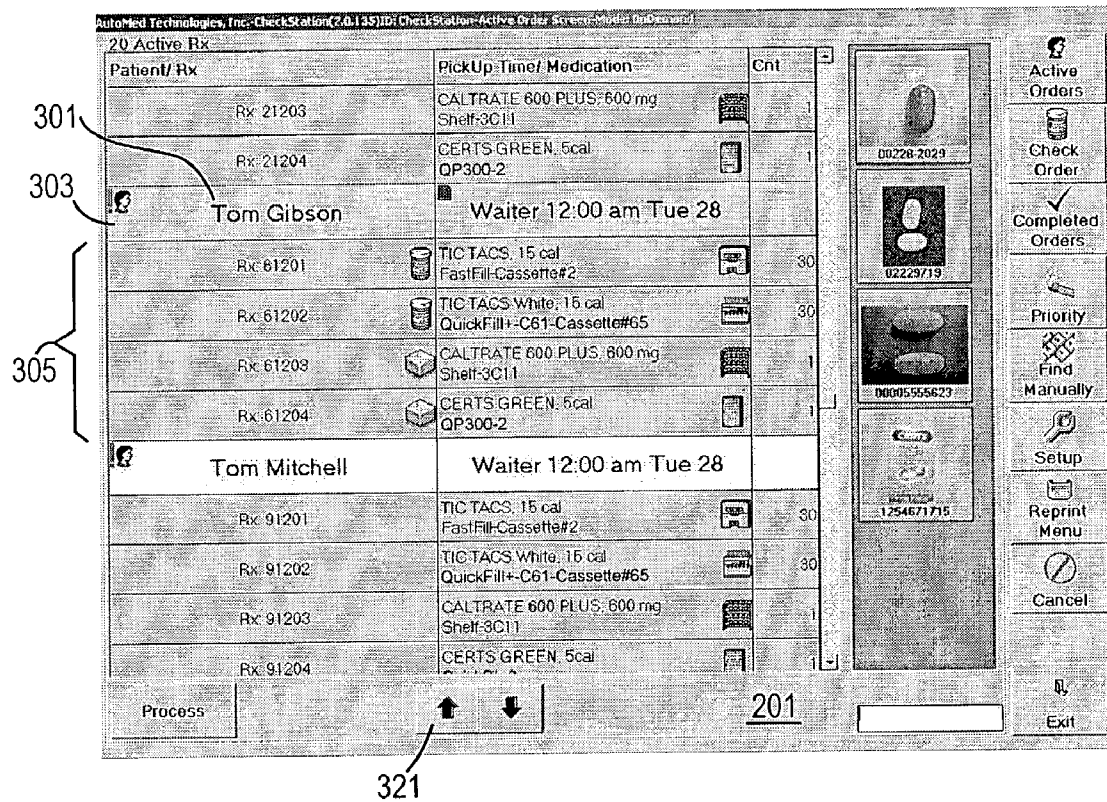 AutoMed Technologies, Inc.-CheckStation(2.0.135)ID: CheckStation-Active Order Screen-Model OnDemand
20 Active Rx
Patient/ Rx PickUp Time/ Medication Cnt
Rx: 21203 CALTRATE 600 PLUS, 600 mg 1
Shelf-3C11
Rx: 21204 CERTS GREEN, 5cal 1
QP300-2
Tom Gibson Waiter 12:00 am Tue 28
Rx: 61201 TIC TACS, 15 cal 30
FastFill-Cassette#2
Rx: 61202 TIC TACS White, 15 cal 30
QuickFill+-C61-Cassette#65
Rx: 61203 CALTRATE 600 PLUS, 600 mg 1
Shelf-3C11
Rx: 61204 CERTS GREEN, 5cal 1
QP300-2
Tom Mitchell Waiter 12:00 am Tue 28
Rx: 91201 TIC TACS, 15 cal 30
FastFill-Cassette#2
Rx: 91202 TIC TACS White, 15 cal 30
QuickFill+-C61-Cassette#65
Rx: 91203 CALTRATE 600 PLUS, 600 mg 1
Shelf-3C11
Rx: 91204 CERTS GREEN, 5cal 1
Process
00228-2029
02229719
00005555623
1254671715
Active
Orders
Check
Order
Completed
Orders
Priority
Find
Manually
Setup
Reprint
Menu
Cancel
Exit
301
303
305
321
201